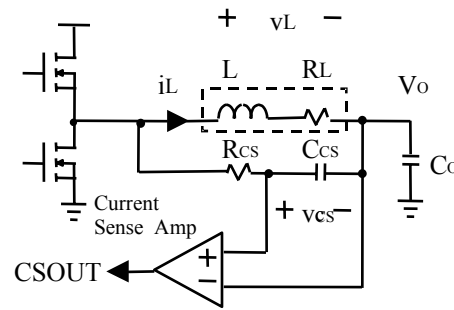 + vL −
iL L RL VO
RCS CCS CO
Current
Sense Amp
+ vcs −
CSOUT
+
−